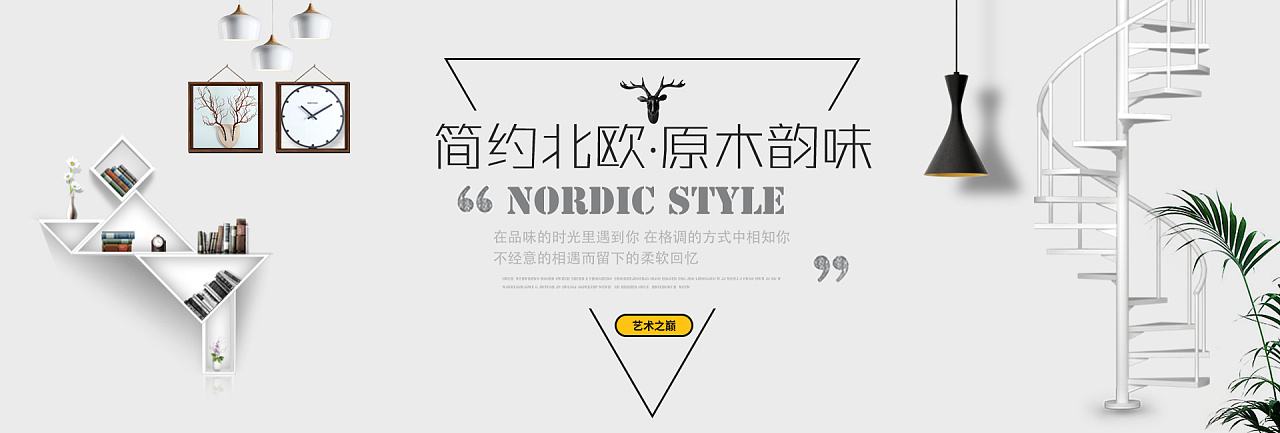 简约北欧·原木韵味
“ NORDIC STYLE
在品味的时光里遇到你 在格调的方式中相知你
不经意的相遇而留下的柔软回忆 ”
艺术之巅